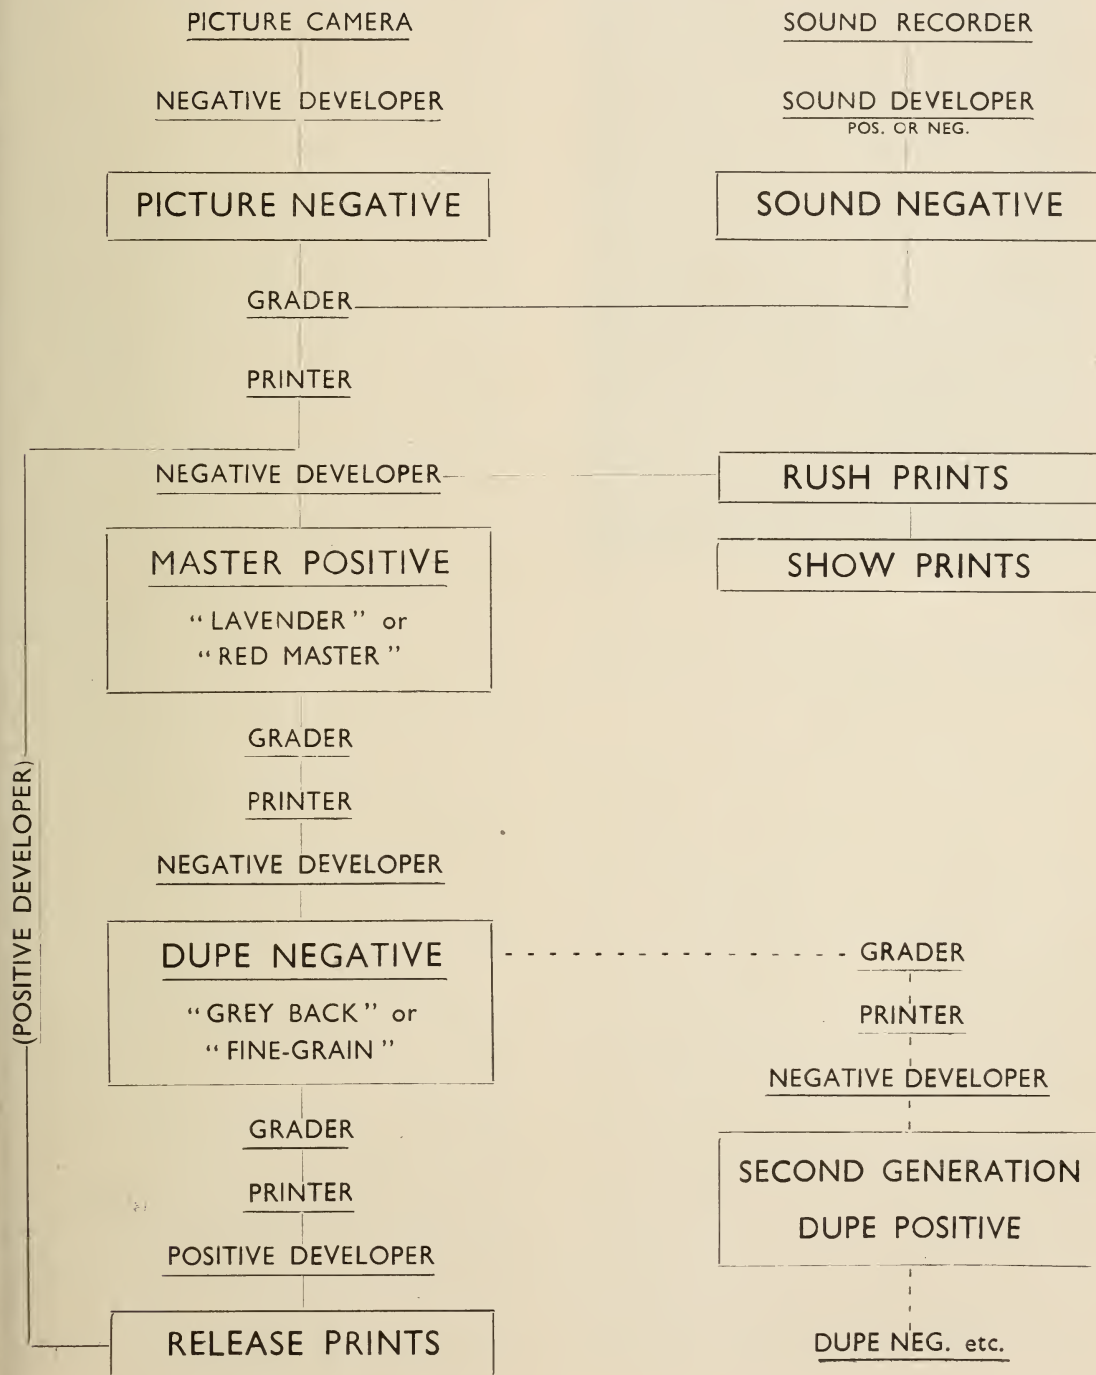 PICTURE CAMERA
SOUND RECORDER
NEGATIVE DEVELOPER
SOUND DEVELOPER
POS. OR NEG.
PICTURE NEGATIVE
SOUND NEGATIVE
GRADER
PRINTER
NEGATIVE DEVELOPER
RUSH PRINTS
MASTER POSITIVE
SHOW PRINTS
“LAVENDER” or
“RED MASTER”
GRADER
PRINTER
NEGATIVE DEVELOPER
(POSITIVE DEVELOPER)
DUPE NEGATIVE
“GREY BACK” or
“FINE-GRAIN”
GRADER
PRINTER
POSITIVE DEVELOPER
RELEASE PRINTS
GRADER
PRINTER
NEGATIVE DEVELOPER
SECOND GENERATION
DUPE POSITIVE
DUPE NEG. etc.